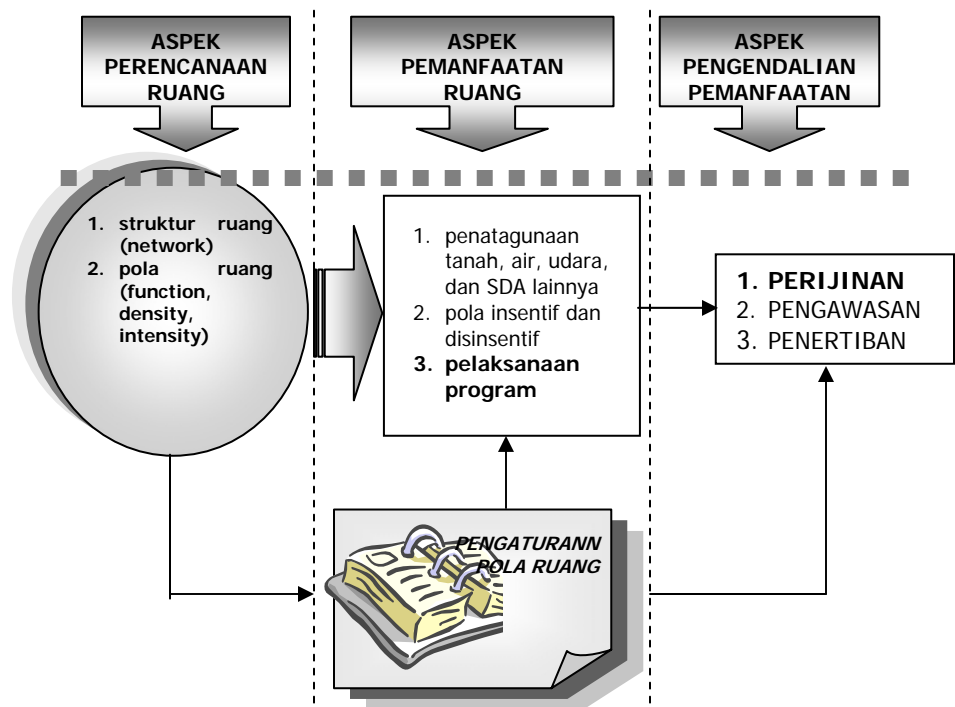 ASPEK
PERENCANAAN
RUANG
ASPEK
PEMANFAATAN
RUANG
ASPEK
PENGENDALIAN
PEMANFAATAN
1. struktur ruang
(network)
2. pola ruang
(function,
density,
intensity)
1. penatagunaan
tanah, air, udara,
dan SDA lainnya
2. pola insentif dan
disinsentif
3. pelaksanaan
program
1. PERIJINAN
2. PENGAWASAN
3. PENERTIBAN
PENGATURANN
POLA RUANG